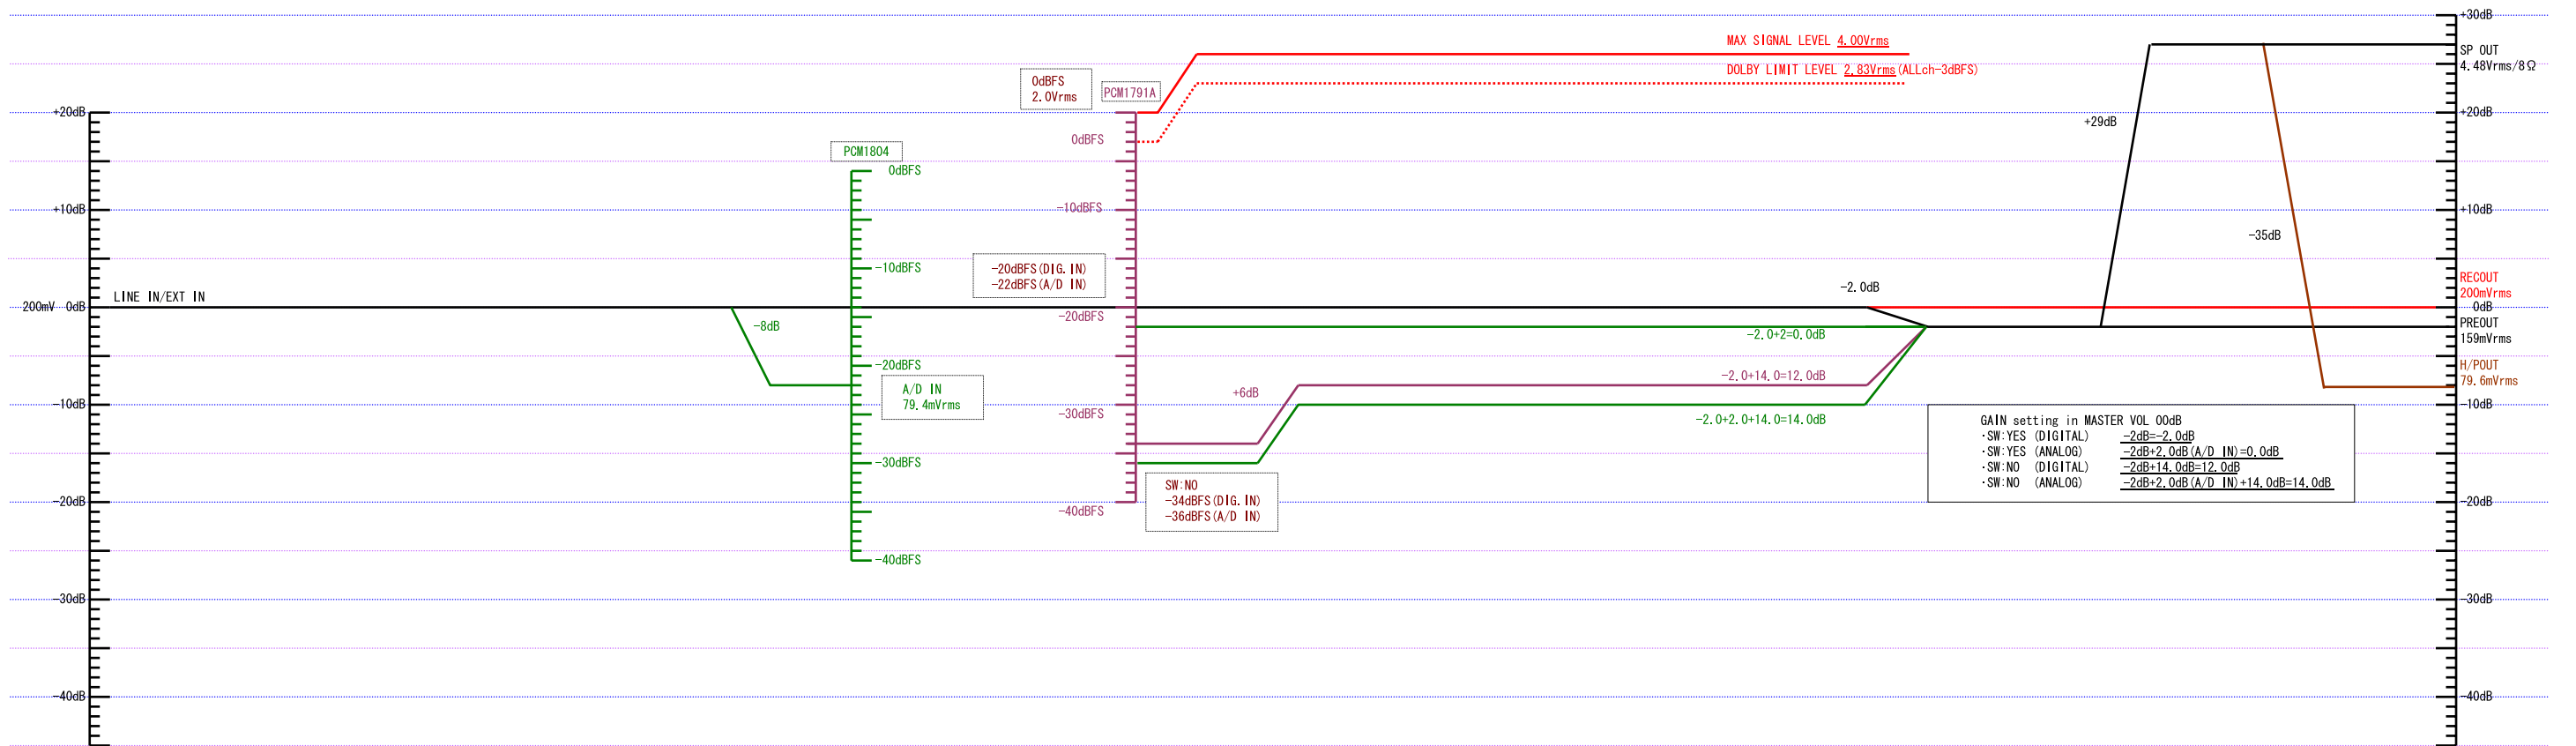 +30dB
MAX SIGNAL LEVEL 4.00Vrms
SP OUT
4.48Vrms/8Ω
DOLBY LIMIT LEVEL 2.83Vrms(ALLch-3dBFS)
0dBFS
2.0Vrms
PCM1791A
+20dB
+20dB
+29dB
0dBFS
PCM1804
0dBFS
+10dB
-10dBFS
+10dB
-35dB
-10dBFS
-20dBFS(DIG.IN)
-22dBFS(A/D IN)
RECOUT
200mVrms
-2.0dB
LINE IN/EXT IN
200mV 0dB
0dB
-20dBFS
-8dB
PREOUT
159mVrms
-2.0+2=0.0dB
-20dBFS
H/POUT
79.6mVrms
-2.0+14.0=12.0dB
A/D IN
79.4mVrms
+6dB
-10dB
-10dB
-30dBFS
-2.0+2.0+14.0=14.0dB
GAIN setting in MASTER VOL 00dB
・SW:YES (DIGITAL) -2dB=-2.0dB
・SW:YES (ANALOG) -2dB+2.0dB(A/D IN)=0.0dB
・SW:NO (DIGITAL) -2dB+14.0dB=12.0dB
・SW:NO (ANALOG) -2dB+2.0dB(A/D IN)+14.0dB=14.0dB
-30dBFS
SW:NO
-34dBFS(DIG.IN)
-36dBFS(A/D IN)
-20dB
-20dB
-40dBFS
-40dBFS
-30dB
-30dB
-40dB
-40dB